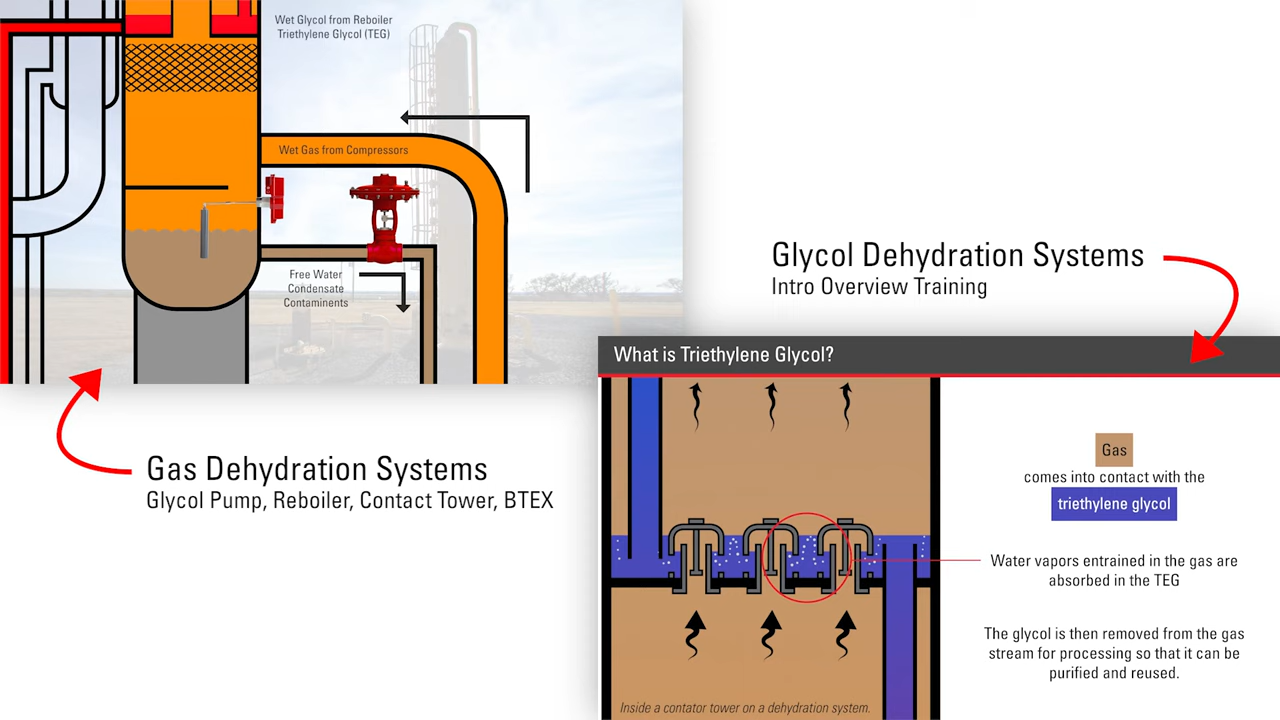 Wet Glycol from Reboiler
Triethylene Glycol (TEG)
Wet Gas from Compressors
Free Water
Condensate
Contaminents
Gas Dehydration Systems
Glycol Pump, Reboiler, Contact Tower, BTEX
Glycol Dehydration Systems
Intro Overview Training
What is Triethylene Glycol?
Gas
comes into contact with the
triethylene glycol
Water vapors entrained in the gas are
absorbed in the TEG
The glycol is then removed from the gas
stream for processing so that it can be
purified and reused.
Inside a contator tower on a dehydration system.